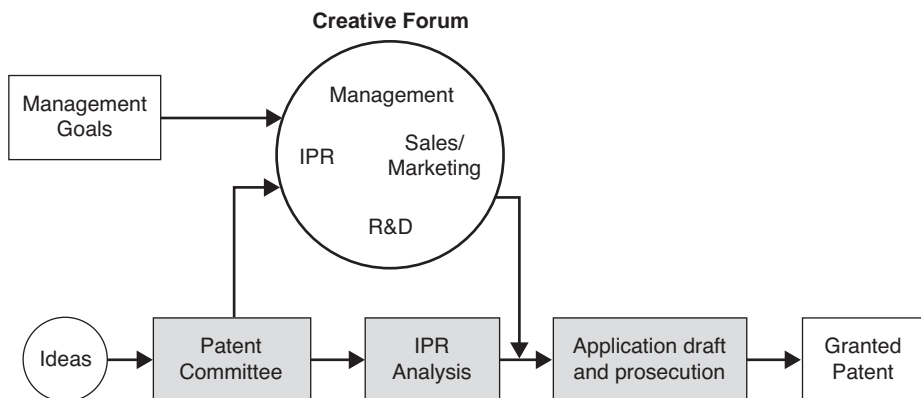 Creative Forum
Management
Goals
Management
IPR
Sales/
Marketing
R&D
Ideas
Patent
Committee
IPR
Analysis
Application draft
and prosecution
Granted
Patent